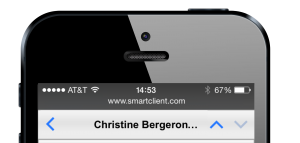 AT&T 14:53 67%
www.smartclient.com
Christine Bergeron...